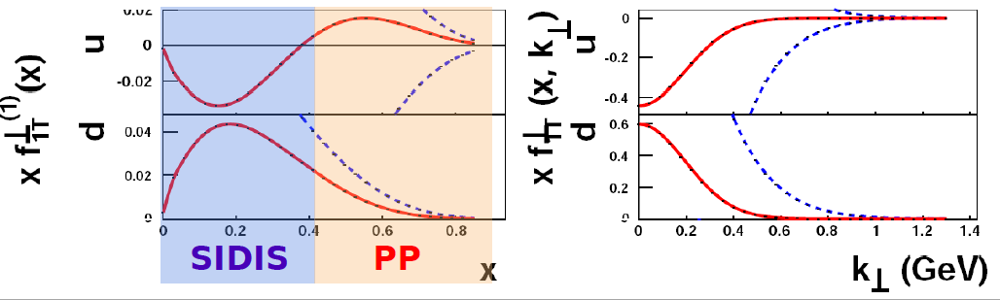 x f⊥(1)1T (x)
u
0.02
0
-0.02
d
0.04
0.02
0
0 0.2 0.4 0.6 0.8
SIDIS PP x
x f⊥1T (x, k⊥)
u
0
-0.2
-0.4
d
0.6
0.4
0.2
0
0 0.2 0.4 0.6 0.8 1 1.2 1.4
k⊥ (GeV)